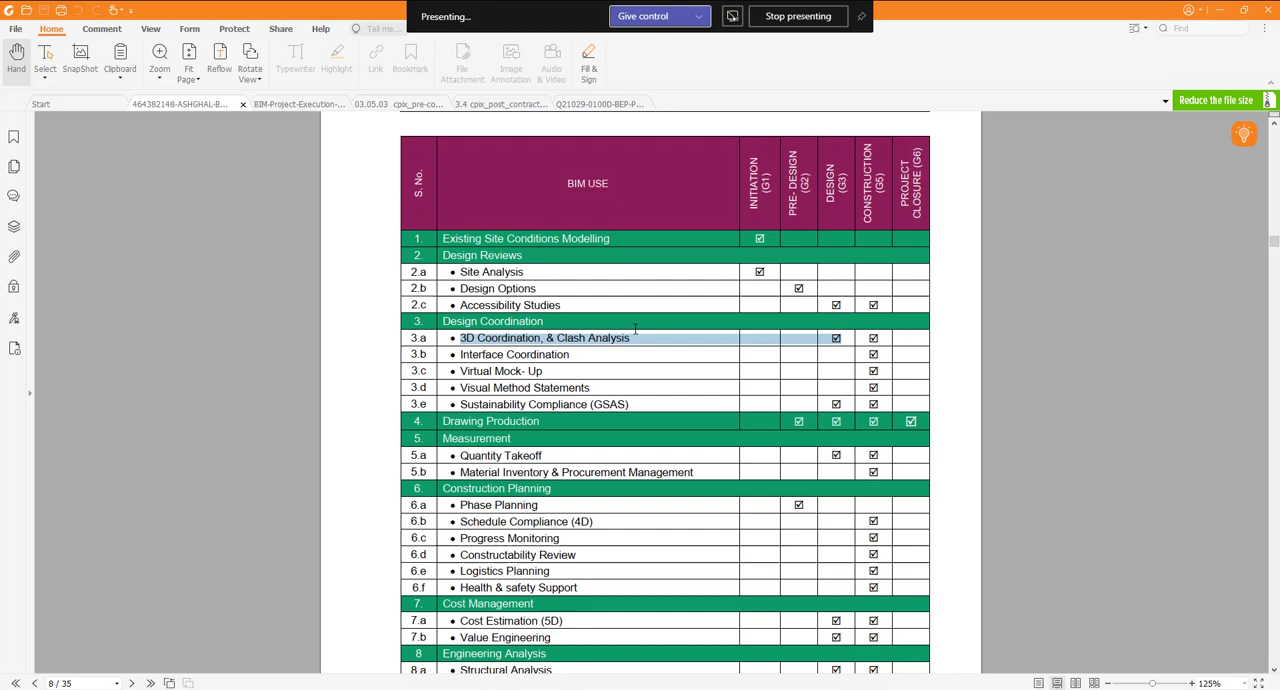 Presenting...
Give control
Stop presenting
File
Home
Comment
View
Form
Protect
Share
Help
Tell me...
Find
Hand
Select
SnapShot
Clipboard
Zoom
Fit
Page
Reflow
Rotate
View
Typewriter
Highlight
Link
Bookmark
File
Attachment
Image
Annotation
Audio
& Video
Fill &
Sign
Start
464382148-ASHGHAL-B...
BIM-Project-Execution-...
03.05.03 cpix_pre-co...
3.4 cpix_post_contract...
Q21029-0100D-BEP-P...
Reduce the file size
S. No.
BIM USE
INITIATION
(G1)
PRE- DESIGN
(G2)
DESIGN
(G3)
CONSTRUCTION
(G5)
PROJECT
CLOSURE (G6)
1. Existing Site Conditions Modelling ☑
2. Design Reviews
2.a • Site Analysis ☑
2.b • Design Options ☑
2.c • Accessibility Studies ☑ ☑
3. Design Coordination
3.a • 3D Coordination, & Clash Analysis ☑ ☑
3.b • Interface Coordination ☑
3.c • Virtual Mock- Up ☑
3.d • Visual Method Statements ☑
3.e • Sustainability Compliance (GSAS) ☑ ☑
4. Drawing Production ☑ ☑ ☑ ☑
5. Measurement
5.a • Quantity Takeoff ☑ ☑
5.b • Material Inventory & Procurement Management ☑
6. Construction Planning
6.a • Phase Planning ☑
6.b • Schedule Compliance (4D) ☑
6.c • Progress Monitoring ☑
6.d • Constructability Review ☑
6.e • Logistics Planning ☑
6.f • Health & safety Support ☑
7. Cost Management
7.a • Cost Estimation (5D) ☑ ☑
7.b • Value Engineering ☑ ☑
8 Engineering Analysis
8.a • Structural Analysis ☑ ☑
8 / 35
125%